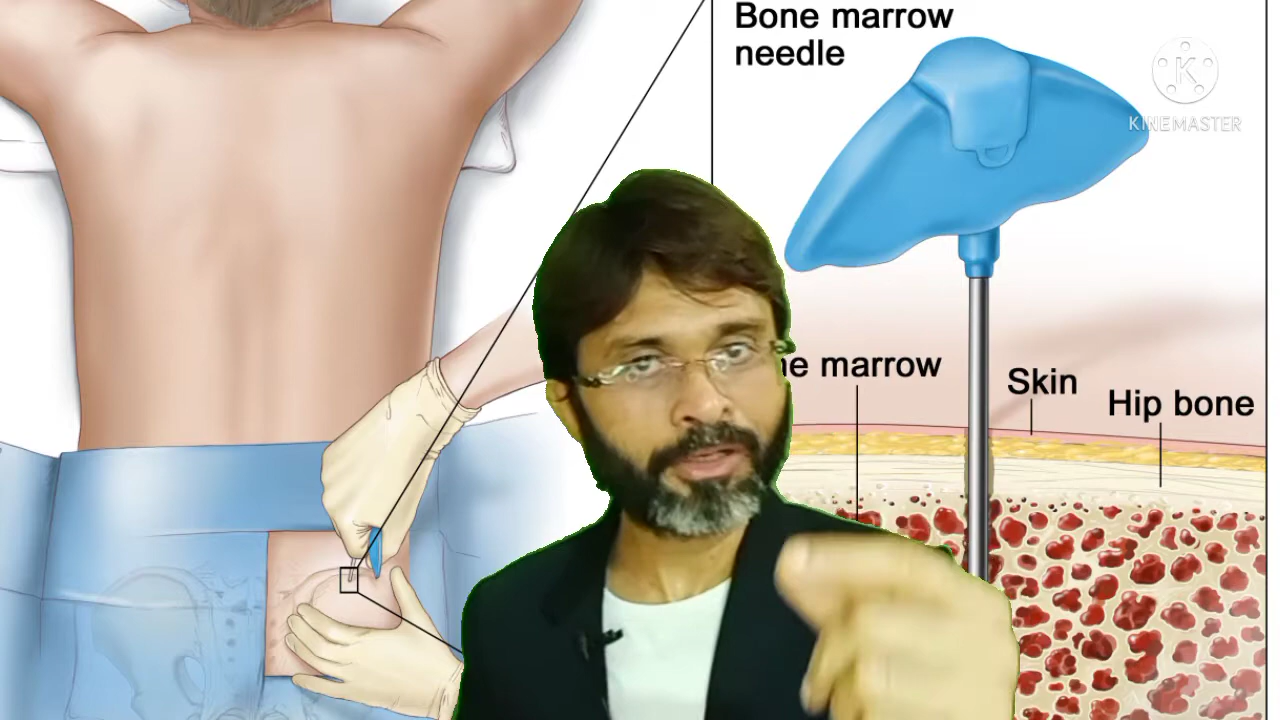 Bone marrow
needle
KINEMASTER
ne marrow
Skin
Hip bone